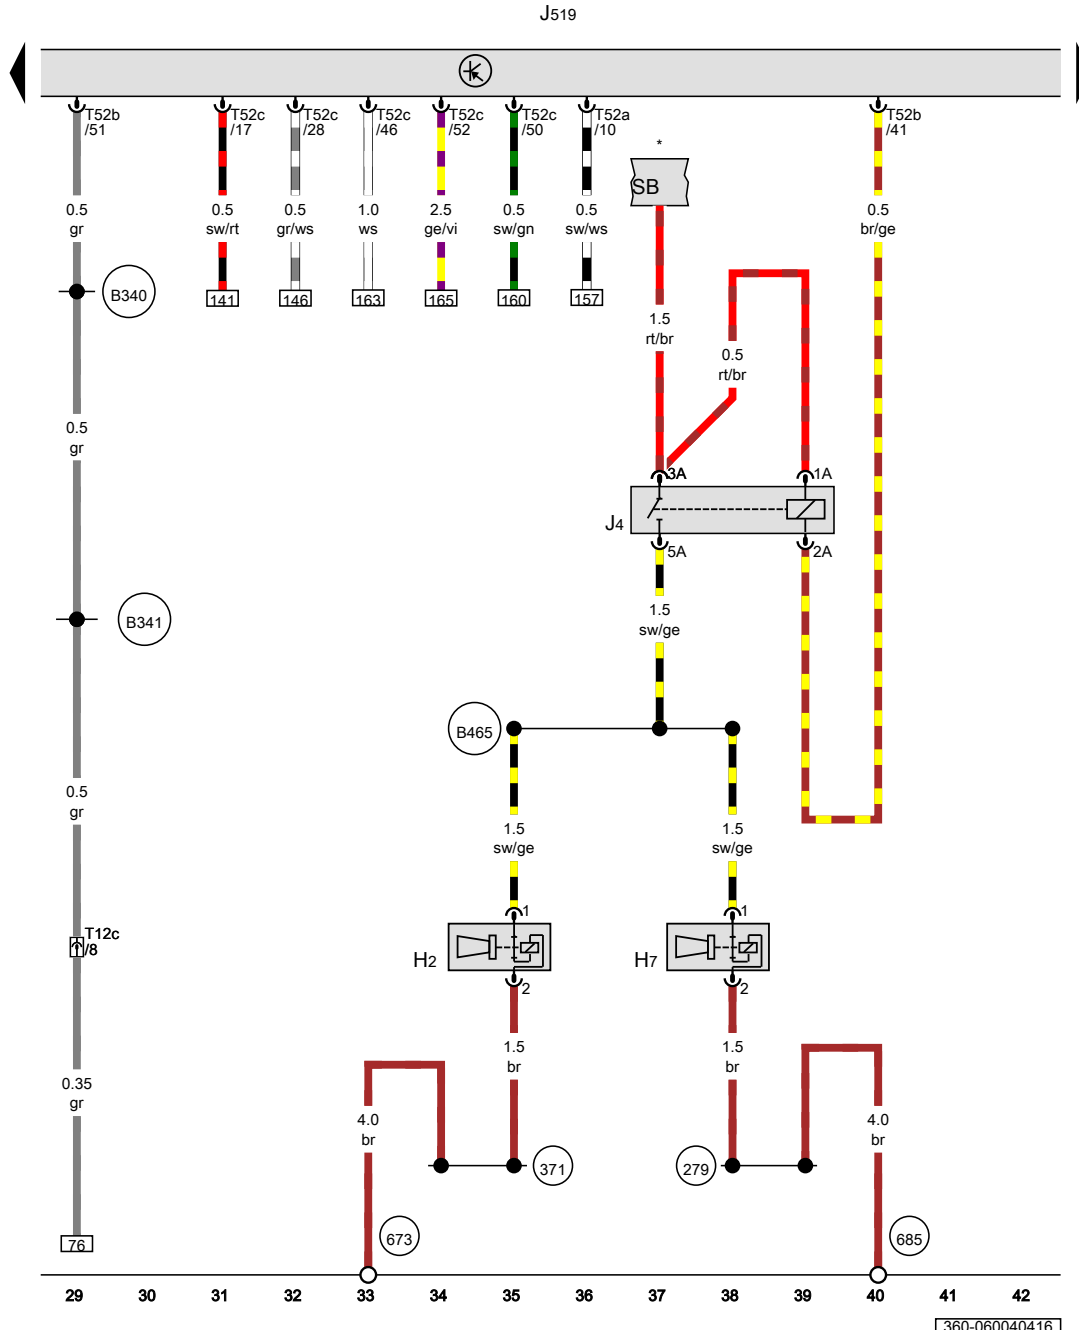 J519
T52b
/51
T52c
/17
T52c
/28
T52c
/46
T52c
/52
T52c
/50
T52a
/10
T52b
/41
*
SB
0.5
gr
0.5
sw/rt
0.5
gr/ws
1.0
ws
2.5
ge/vi
0.5
sw/gn
0.5
sw/ws
0.5
br/ge
B340
141
146
163
165
160
157
1.5
rt/br
0.5
rt/br
0.5
gr
3A
1A
J4
5A
2A
B341
1.5
sw/ge
B465
0.5
gr
1.5
sw/ge
1.5
sw/ge
T12c
/8
1
1
H2
H7
2
2
1.5
br
1.5
br
0.35
gr
4.0
br
4.0
br
371
279
673
685
76
29 30 31 32 33 34 35 36 37 38 39 40 41 42
360-060040416